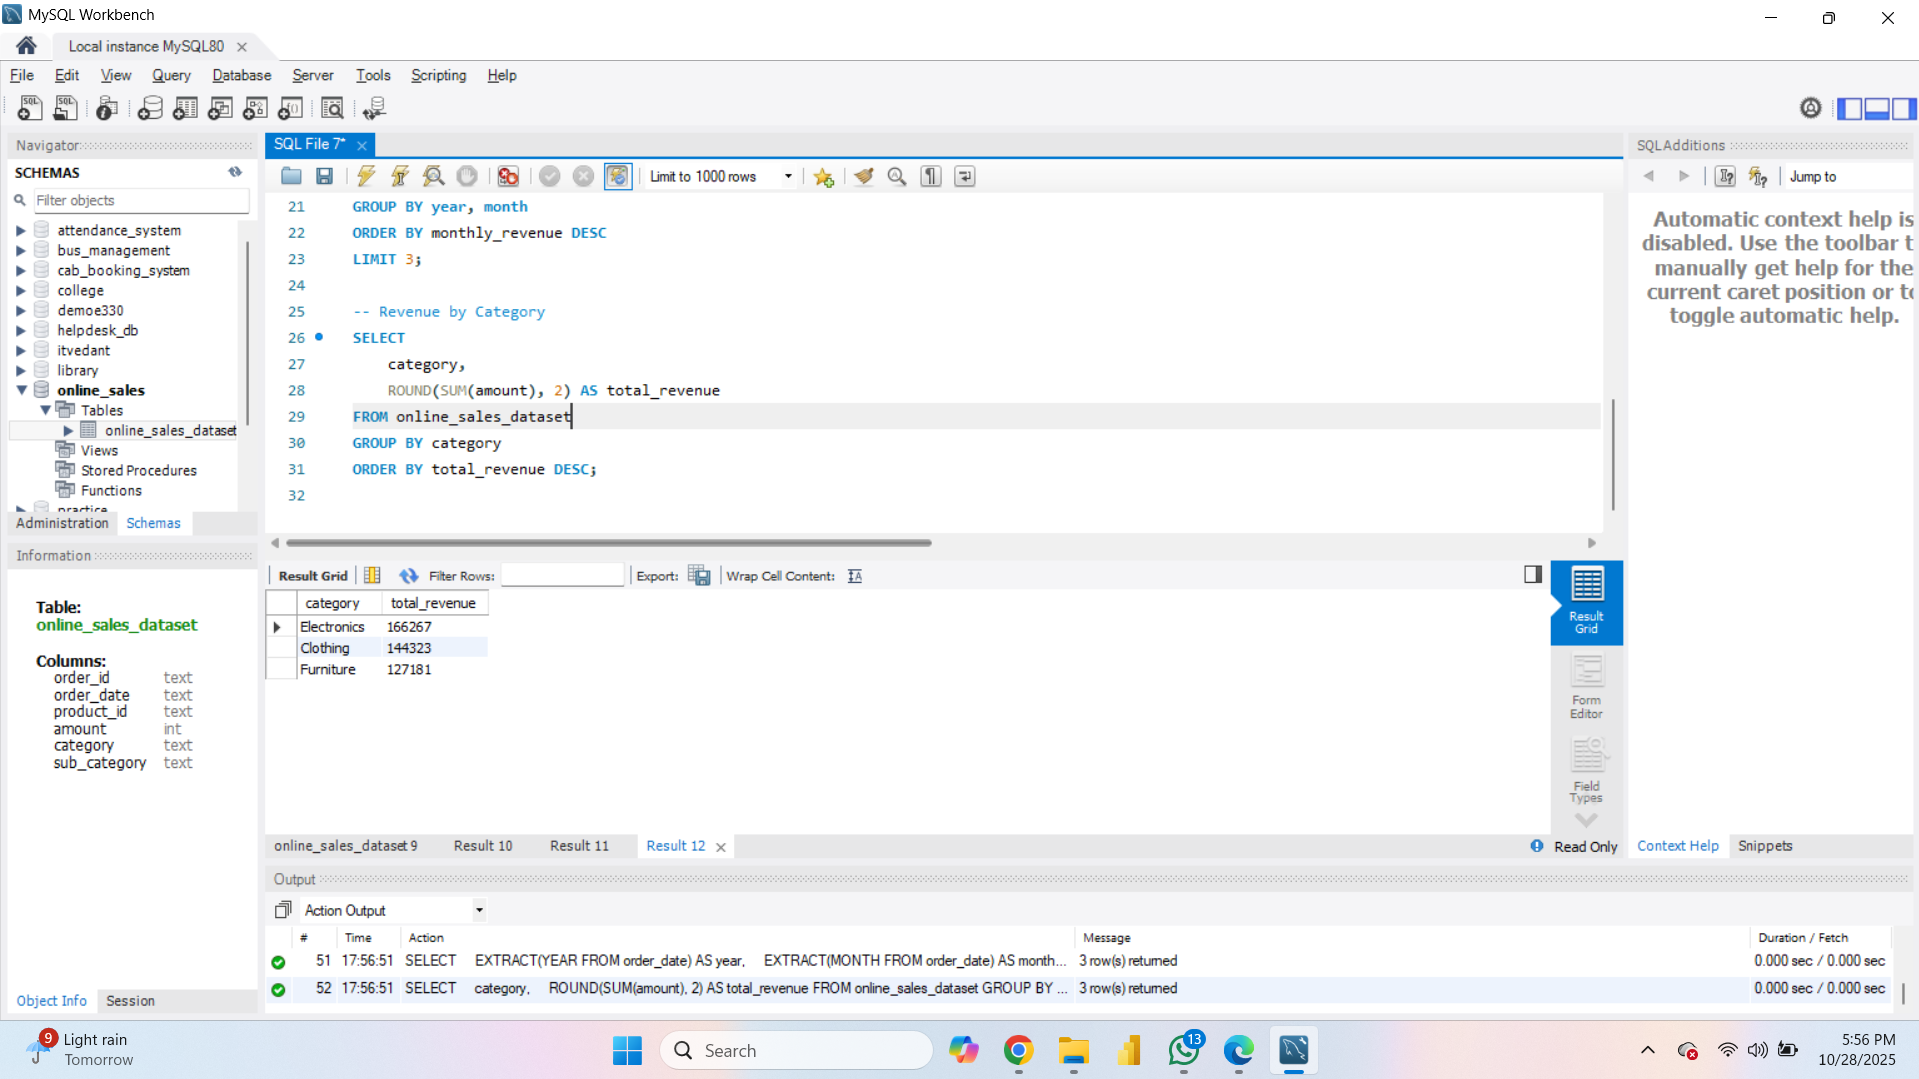 MySQL Workbench
Local instance MySQL80
File Edit View Query Database Server Tools Scripting Help
Navigator
SCHEMAS
Filter objects
attendance_system
bus_management
cab_booking_system
college
demoe330
helpdesk_db
itvedant
library
online_sales
Tables
online_sales_dataset
Views
Stored Procedures
Functions
practice
Administration Schemas
Information
Table:
online_sales_dataset
Columns:
order_id text
order_date text
product_id text
amount int
category text
sub_category text
Object Info Session
SQL File 7*
Limit to 1000 rows
21 GROUP BY year, month
22 ORDER BY monthly_revenue DESC
23 LIMIT 3;
24
25 -- Revenue by Category
26 SELECT
27 category,
28 ROUND(SUM(amount), 2) AS total_revenue
29 FROM online_sales_dataset
30 GROUP BY category
31 ORDER BY total_revenue DESC;
32
Result Grid Filter Rows: Export: Wrap Cell Content:
category total_revenue
Electronics 166267
Clothing 144323
Furniture 127181
Result
Grid
Form
Editor
Field
Types
online_sales_dataset 9 Result 10 Result 11 Result 12
Read Only
SQLAdditions
Jump to
Automatic context help is
disabled. Use the toolbar t
manually get help for the
current caret position or to
toggle automatic help.
Context Help Snippets
Output
Action Output
# Time Action Message Duration / Fetch
51 17:56:51 SELECT EXTRACT(YEAR FROM order_date) AS year, EXTRACT(MONTH FROM order_date) AS month... 3 row(s) returned 0.000 sec / 0.000 sec
52 17:56:51 SELECT category, ROUND(SUM(amount), 2) AS total_revenue FROM online_sales_dataset GROUP BY ... 3 row(s) returned 0.000 sec / 0.000 sec
9
Light rain
Tomorrow
Search
13
5:56 PM
10/28/2025